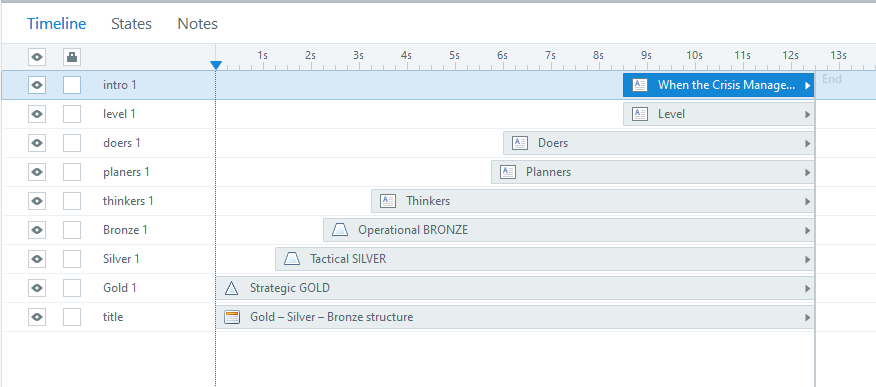 Timeline States Notes
1s 2s 3s 4s 5s 6s 7s 8s 9s 10s 11s 12s 13s
intro 1 When the Crisis Manage... End
level 1 Level
doers 1 Doers
planers 1 Planners
thinkers 1 Thinkers
Bronze 1 Operational BRONZE
Silver 1 Tactical SILVER
Gold 1 Strategic GOLD
title Gold – Silver – Bronze structure